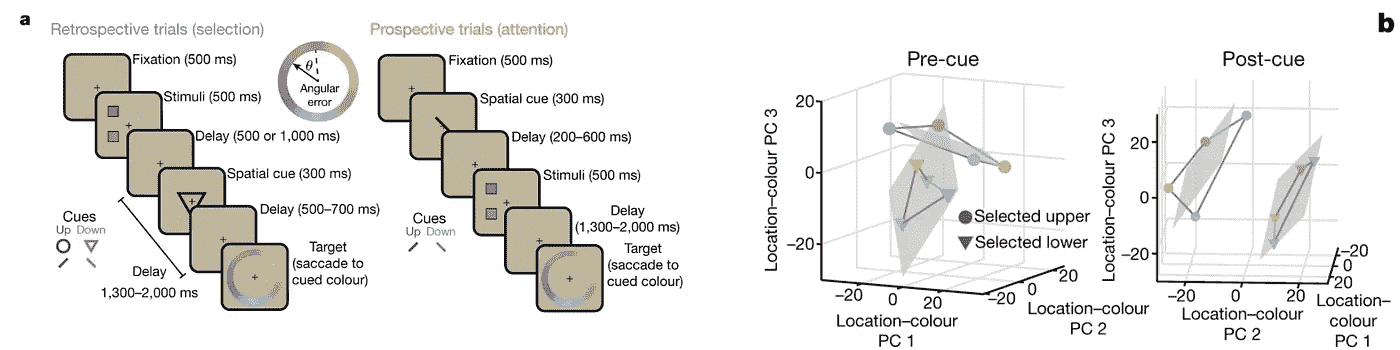 a
Retrospective trials (selection)
Fixation (500 ms)
Stimuli (500 ms)
Delay (500 or 1,000 ms)
Spatial cue (300 ms)
Delay (500–700 ms)
Target
(saccade to
cued colour)
Cues
Up Down
Delay
1,300–2,000 ms
θ
Angular
error
Prospective trials (attention)
Fixation (500 ms)
Spatial cue (300 ms)
Delay (200–600 ms)
Stimuli (500 ms)
Delay
(1,300–2,000 ms)
Target
(saccade to
cued colour)
Cues
Up Down
b
Pre-cue
Location–colour PC 3
20
0
−20
−20 0 20
Location–colour
PC 1
−20 0 20
Location–colour
PC 2
Selected upper
Selected lower
Post-cue
Location–colour PC 3
20
0
−20
−20 0 20
Location–colour
PC 2
−20
0
20
Location–
colour
PC 1